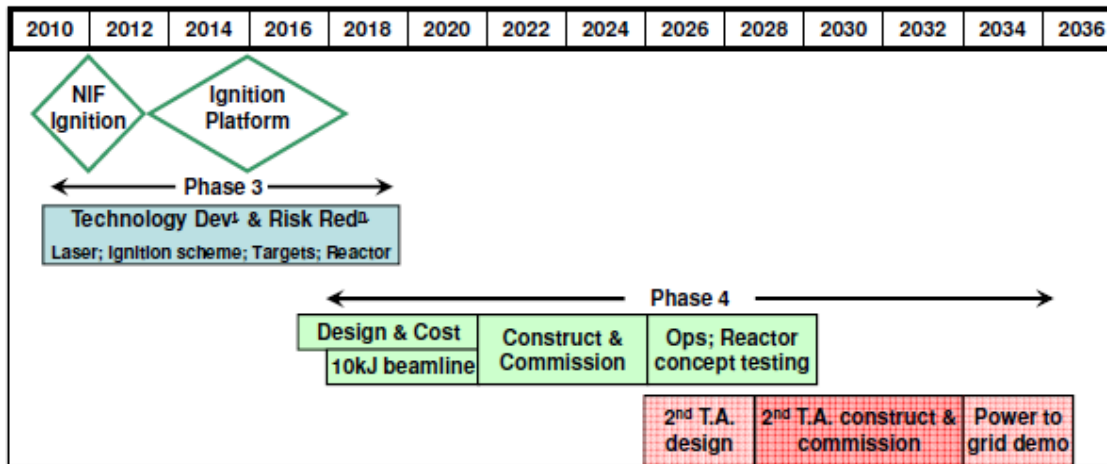 2010 2012 2014 2016 2018 2020 2022 2024 2026 2028 2030 2032 2034 2036
NIF
Ignition
Ignition
Platform
Phase 3
Technology Devt & Risk Redn
Laser; Ignition scheme; Targets; Reactor
Phase 4
Design & Cost
10kJ beamline
Construct &
Commission
Ops; Reactor
concept testing
2nd T.A.
design
2nd T.A. construct &
commission
Power to
grid demo